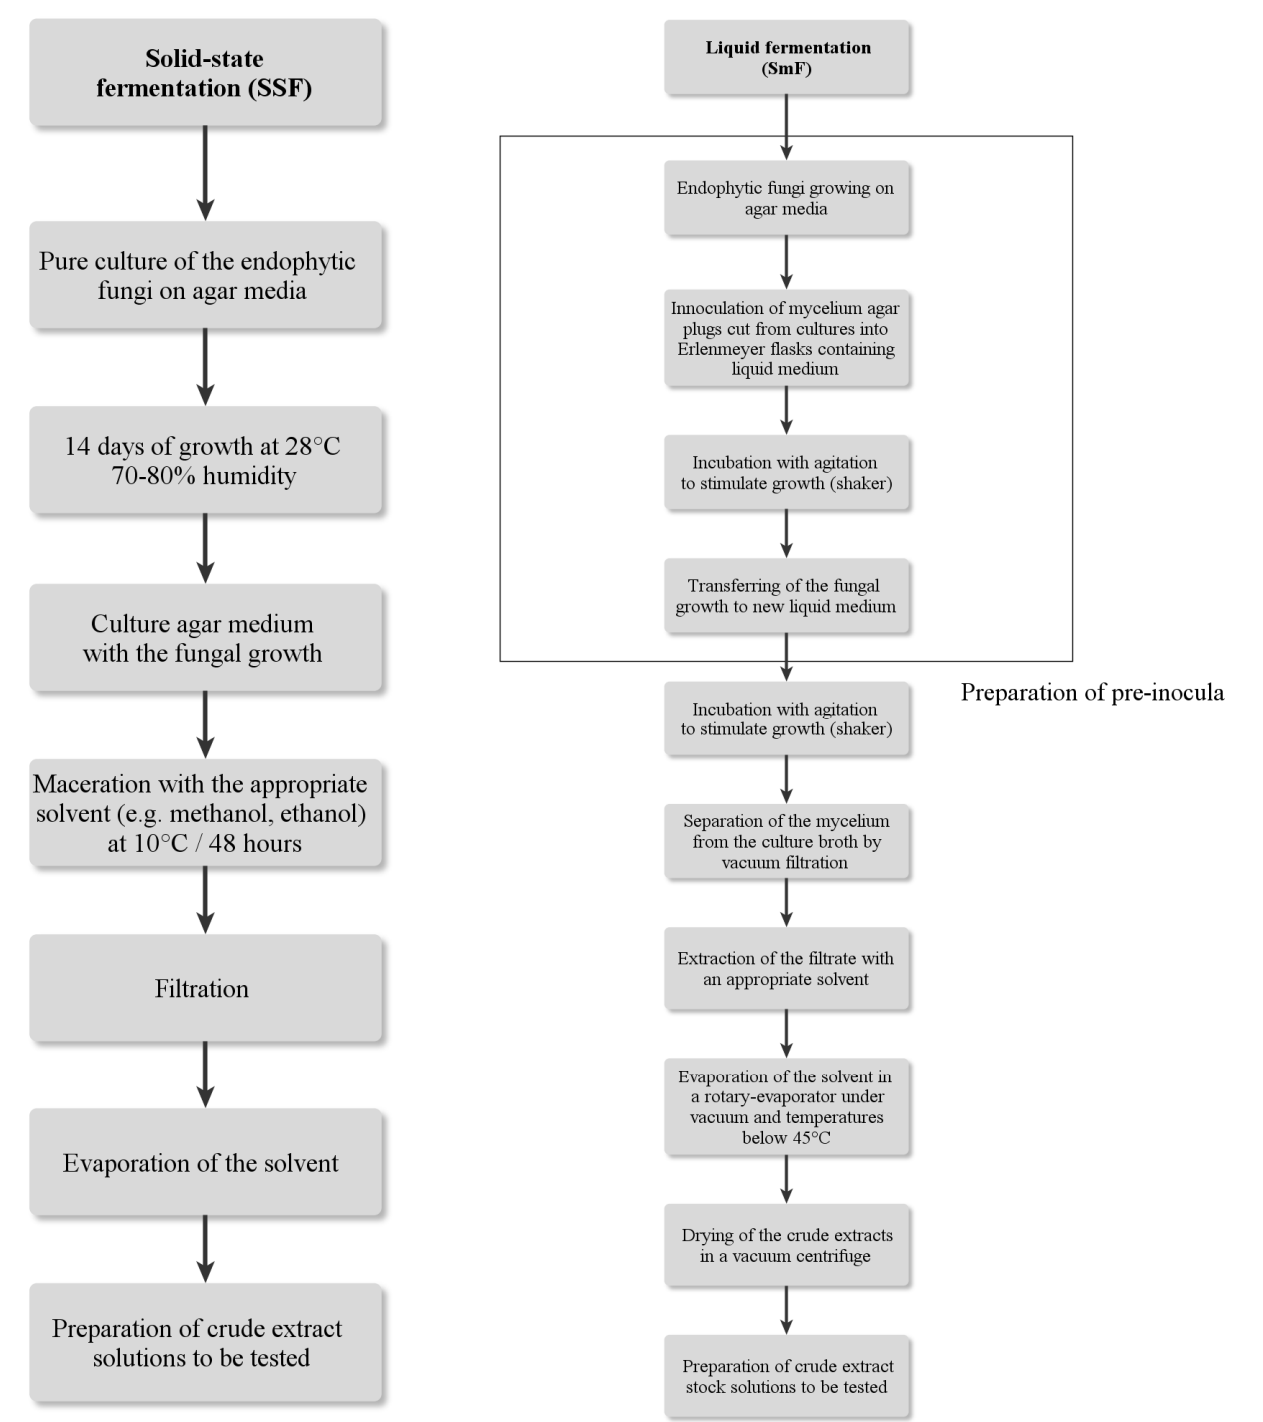 Solid-state
fermentation (SSF)
Pure culture of the endophytic
fungi on agar media
14 days of growth at 28°C
70-80% humidity
Culture agar medium
with the fungal growth
Maceration with the appropriate
solvent (e.g. methanol, ethanol)
at 10°C / 48 hours
Filtration
Evaporation of the solvent
Preparation of crude extract
solutions to be tested
Liquid fermentation
(SmF)
Endophytic fungi growing on
agar media
Innoculation of mycelium agar
plugs cut from cultures into
Erlenmeyer flasks containing
liquid medium
Incubation with agitation
to stimulate growth (shaker)
Transferring of the fungal
growth to new liquid medium
Preparation of pre-inocula
Incubation with agitation
to stimulate growth (shaker)
Separation of the mycelium
from the culture broth by
vacuum filtration
Extraction of the filtrate with
an appropriate solvent
Evaporation of the solvent in
a rotary-evaporator under
vacuum and temperatures
below 45°C
Drying of the crude extracts
in a vacuum centrifuge
Preparation of crude extract
stock solutions to be tested